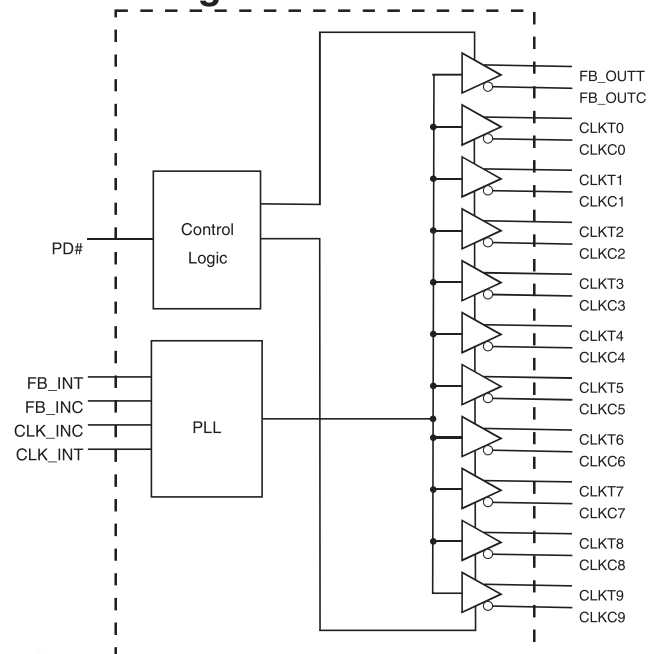 FB_OUTT
FB_OUTC
CLKT0
CLKC0
CLKT1
CLKC1
CLKT2
CLKC2
CLKT3
CLKC3
CLKT4
CLKC4
CLKT5
CLKC5
CLKT6
CLKC6
CLKT7
CLKC7
CLKT8
CLKC8
CLKT9
CLKC9
Control
Logic
PD#
PLL
FB_INT
FB_INC
CLK_INC
CLK_INT